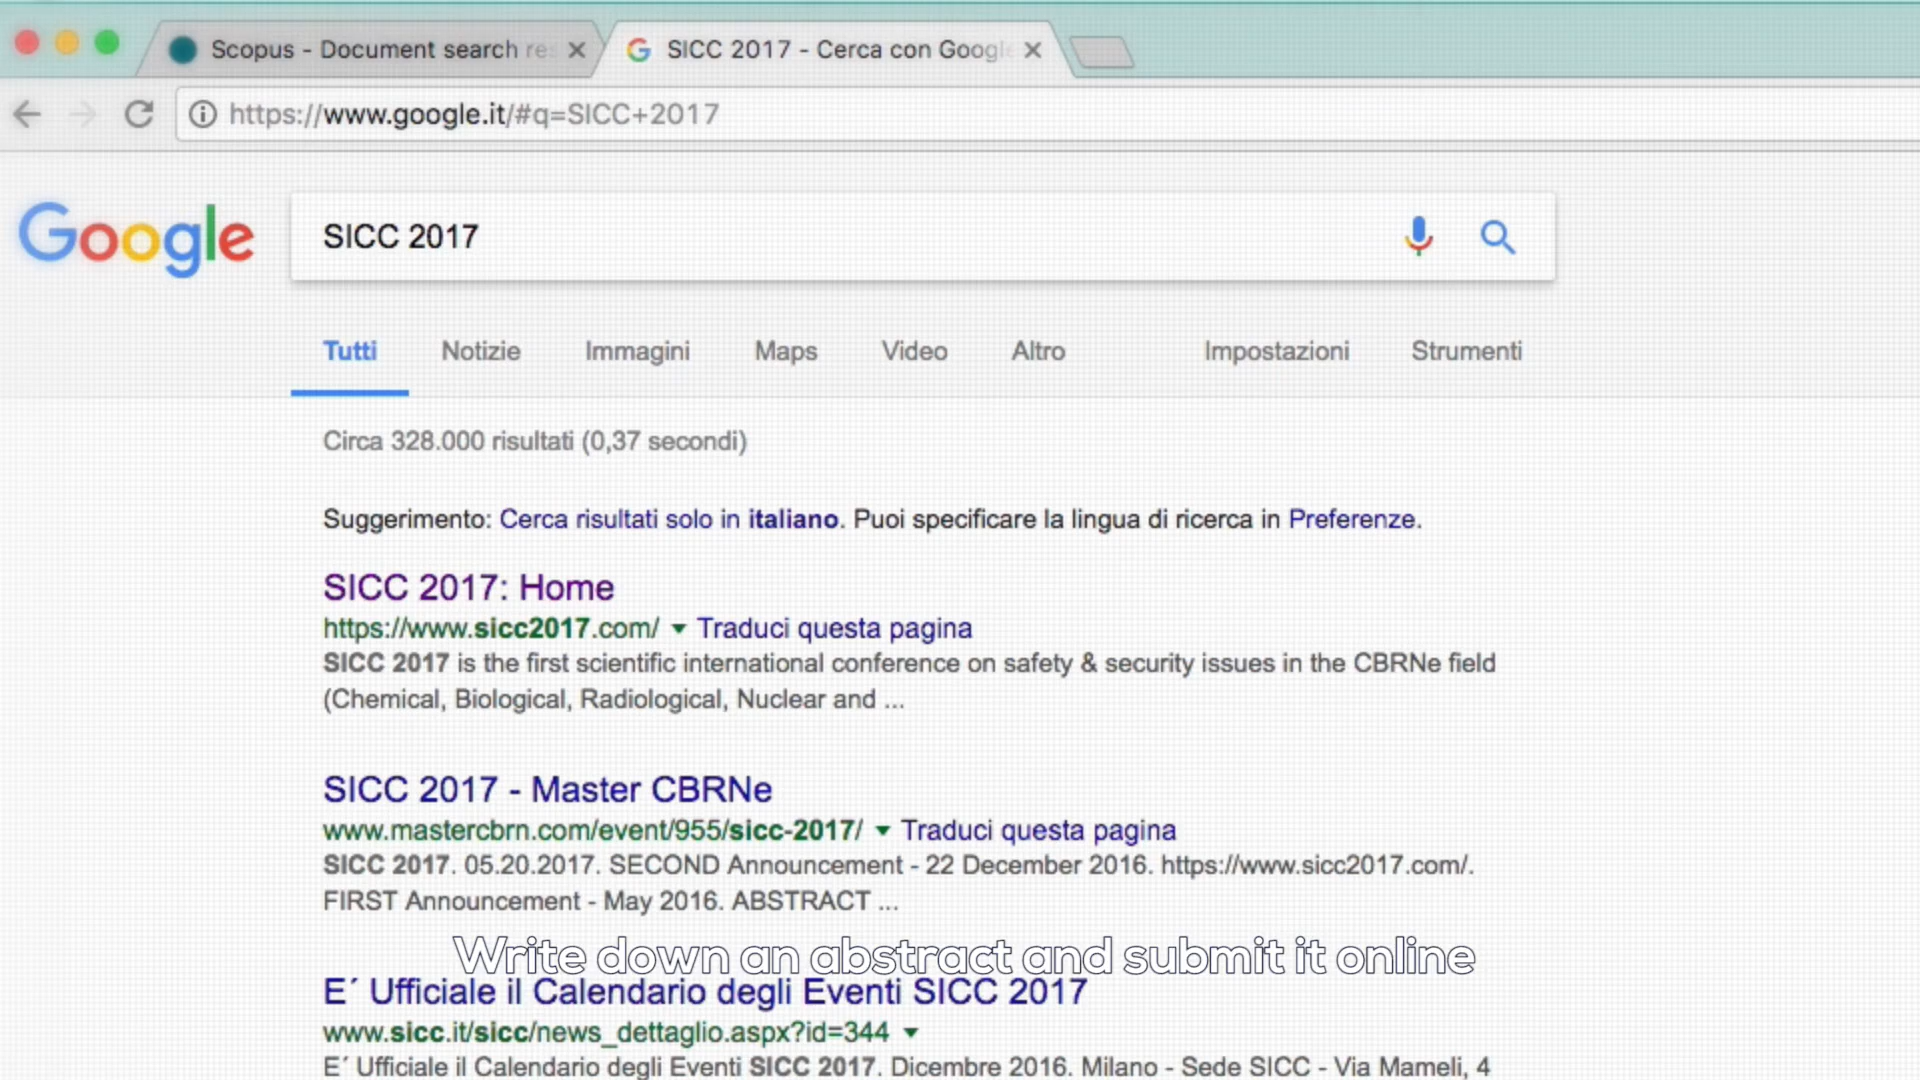 Scopus - Document search re
SICC 2017 - Cerca con Google
https://www.google.it/#q=SICC+2017
Google
SICC 2017
Tutti Notizie Immagini Maps Video Altro Impostazioni Strumenti
Circa 328.000 risultati (0,37 secondi)
Suggerimento: Cerca risultati solo in italiano. Puoi specificare la lingua di ricerca in Preferenze.
SICC 2017: Home
https://www.sicc2017.com/ Traduci questa pagina
SICC 2017 is the first scientific international conference on safety & security issues in the CBRNe field
(Chemical, Biological, Radiological, Nuclear and ...
SICC 2017 - Master CBRNe
www.mastercbrn.com/event/955/sicc-2017/ Traduci questa pagina
SICC 2017. 05.20.2017. SECOND Announcement - 22 December 2016. https://www.sicc2017.com/.
FIRST Announcement - May 2016. ABSTRACT ...
Write down an abstract and submit it online
E´ Ufficiale il Calendario degli Eventi SICC 2017
www.sicc.it/sicc/news_dettaglio.aspx?id=344
E´ Ufficiale il Calendario degli Eventi SICC 2017. Dicembre 2016. Milano - Sede SICC - Via Mameli, 4